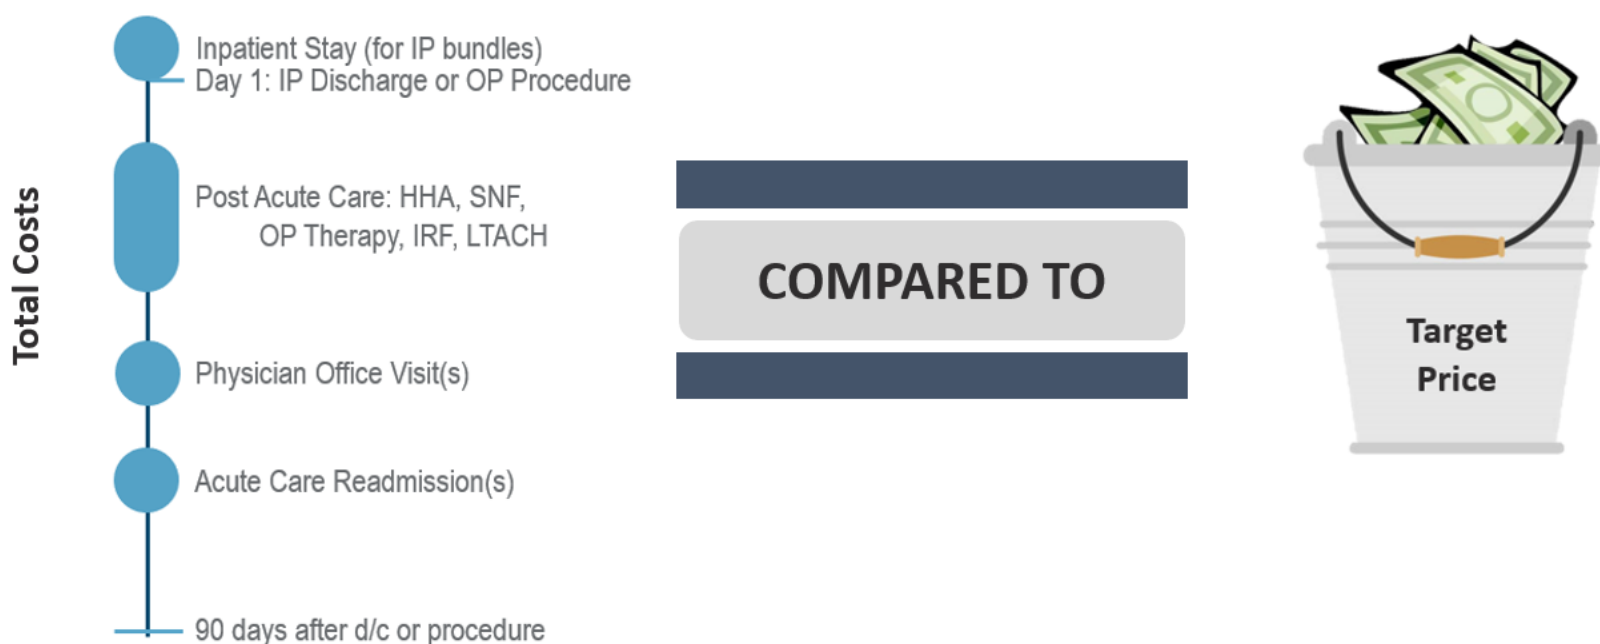 Total Costs
Inpatient Stay (for IP bundles)
Day 1: IP Discharge or OP Procedure
Post Acute Care: HHA, SNF,
OP Therapy, IRF, LTACH
Physician Office Visit(s)
Acute Care Readmission(s)
90 days after d/c or procedure
COMPARED TO
Target
Price